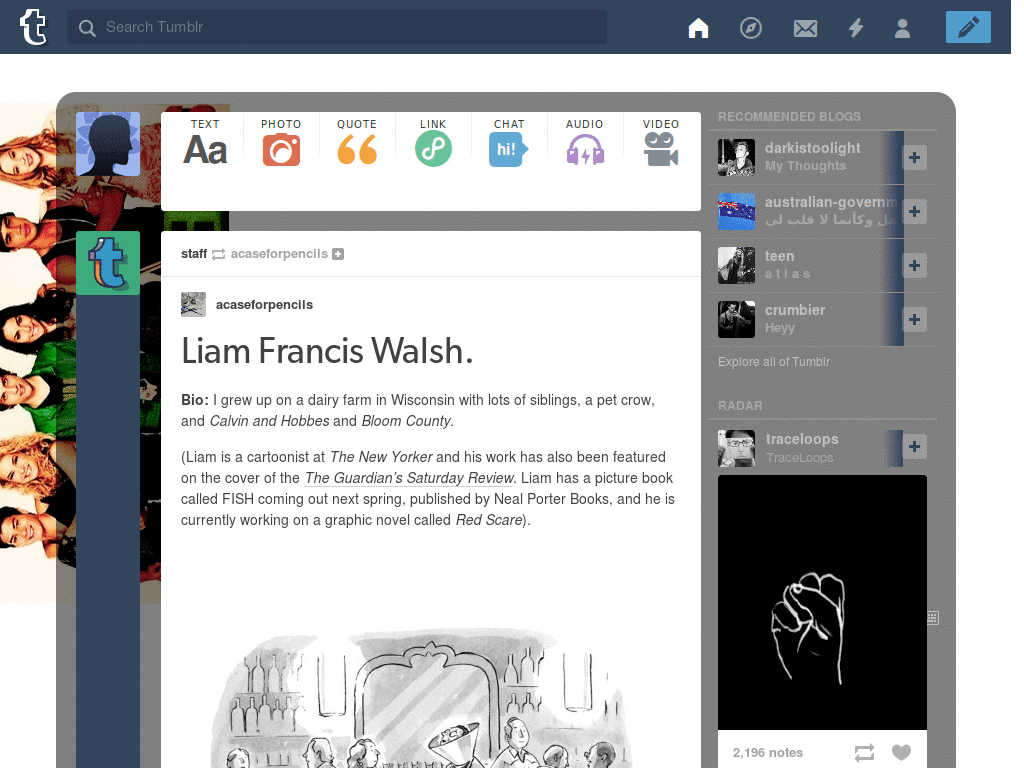 t Search Tumblr
TEXT PHOTO QUOTE LINK CHAT AUDIO VIDEO
Aa hi!
staff acaseforpencils
acaseforpencils
Liam Francis Walsh.
Bio: I grew up on a dairy farm in Wisconsin with lots of siblings, a pet crow,
and Calvin and Hobbes and Bloom County.
(Liam is a cartoonist at The New Yorker and his work has also been featured
on the cover of the The Guardian’s Saturday Review. Liam has a picture book
called FISH coming out next spring, published by Neal Porter Books, and he is
currently working on a graphic novel called Red Scare).
RECOMMENDED BLOGS
darkistoolight
My Thoughts
australian-governm
وكأنما لا قلب لي
teen
a t l a s
crumbier
Heyy
Explore all of Tumblr
RADAR
traceloops
TraceLoops
2,196 notes